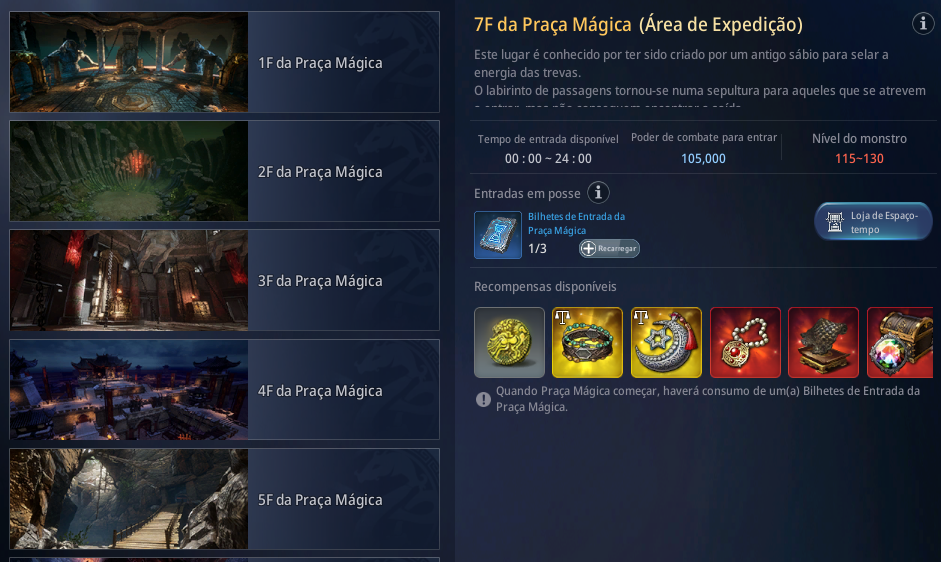 1F da Praça Mágica
2F da Praça Mágica
3F da Praça Mágica
4F da Praça Mágica
5F da Praça Mágica
7F da Praça Mágica (Área de Expedição)
Este lugar é conhecido por ter sido criado por um antigo sábio para selar a
energia das trevas.
O labirinto de passagens tornou-se numa sepultura para aqueles que se atrevem
Tempo de entrada disponível
00 : 00 ~ 24 : 00
Poder de combate para entrar
105,000
Nível do monstro
115~130
Entradas em posse
Bilhetes de Entrada da
Praça Mágica
1/3
Recarregar
Loja de Espaço-
tempo
Recompensas disponíveis
Quando Praça Mágica começar, haverá consumo de um(a) Bilhetes de Entrada da
Praça Mágica.